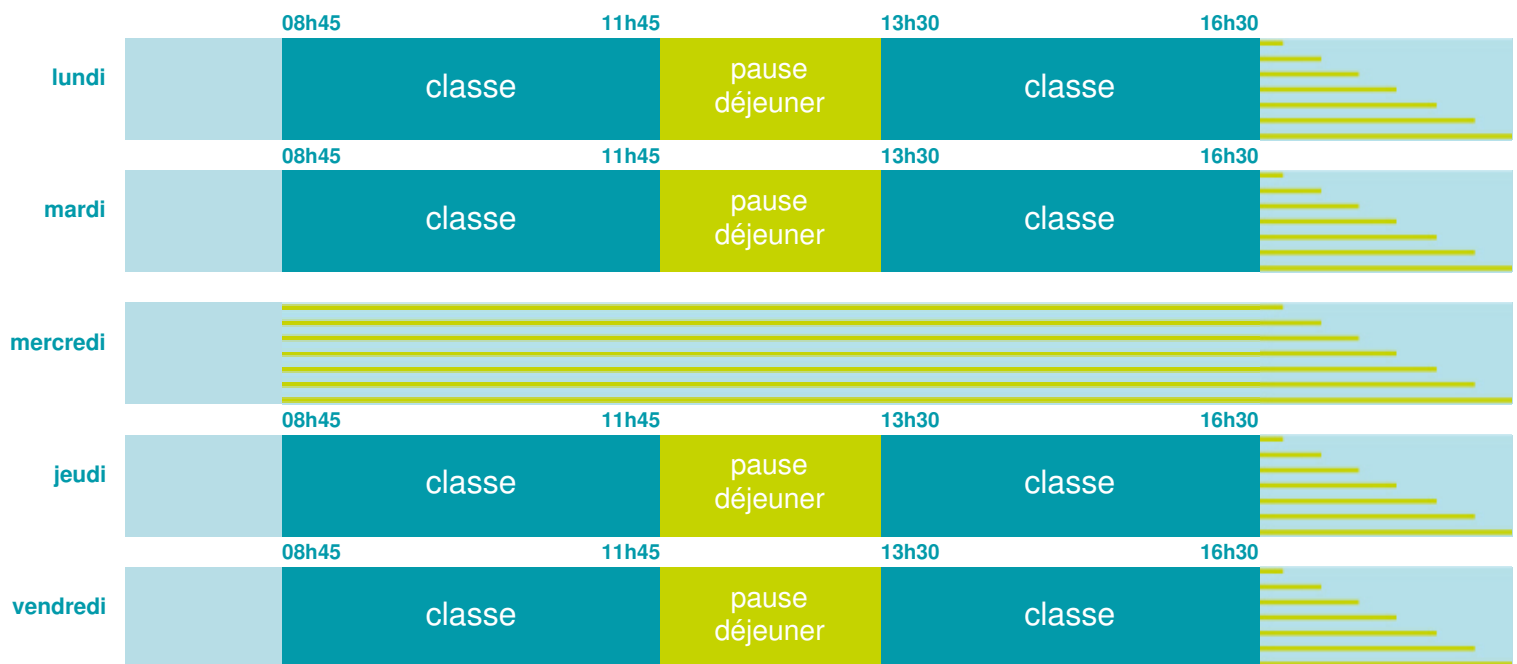 08h45 11h45 13h30 16h30
lundi classe pause déjeuner classe
08h45 11h45 13h30 16h30
mardi classe pause déjeuner classe
mercredi
08h45 11h45 13h30 16h30
jeudi classe pause déjeuner classe
08h45 11h45 13h30 16h30
vendredi classe pause déjeuner classe